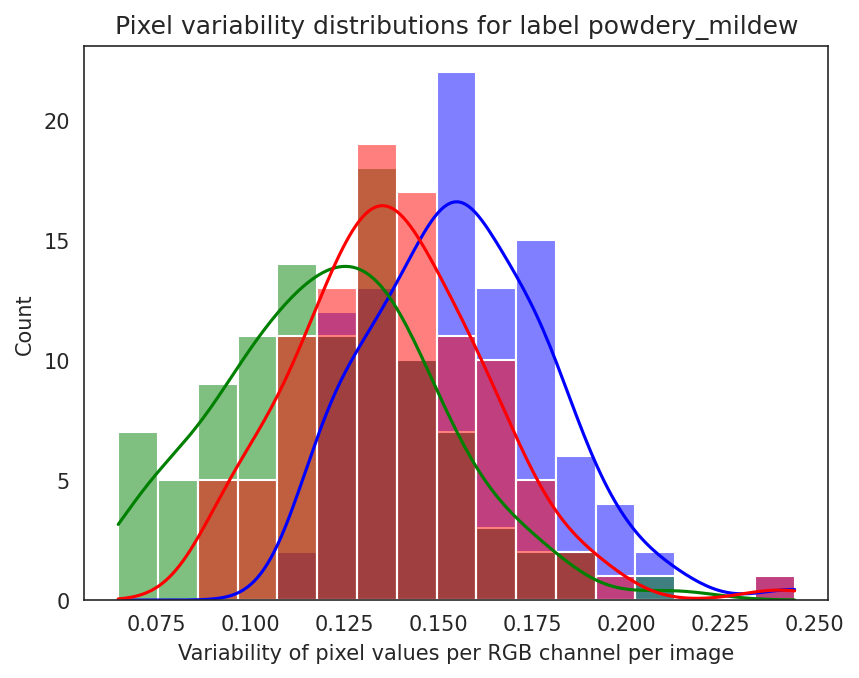 Pixel variability distributions for label powdery_mildew
Count
20
15
10
5
0
0.075 0.100 0.125 0.150 0.175 0.200 0.225 0.250
Variability of pixel values per RGB channel per image